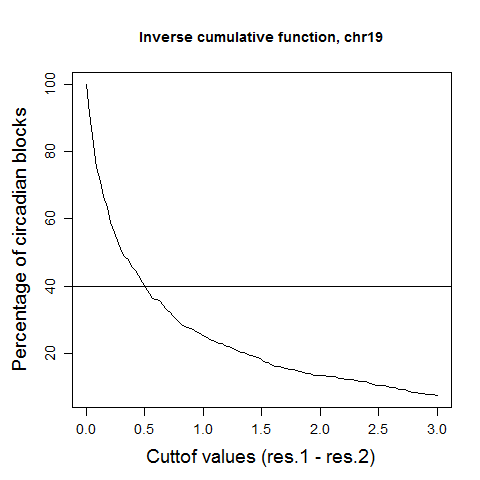 Inverse cumulative function, chr19
Percentage of circadian blocks
100
80
60
40
20
0.0 0.5 1.0 1.5 2.0 2.5 3.0
Cuttof values (res.1 - res.2)